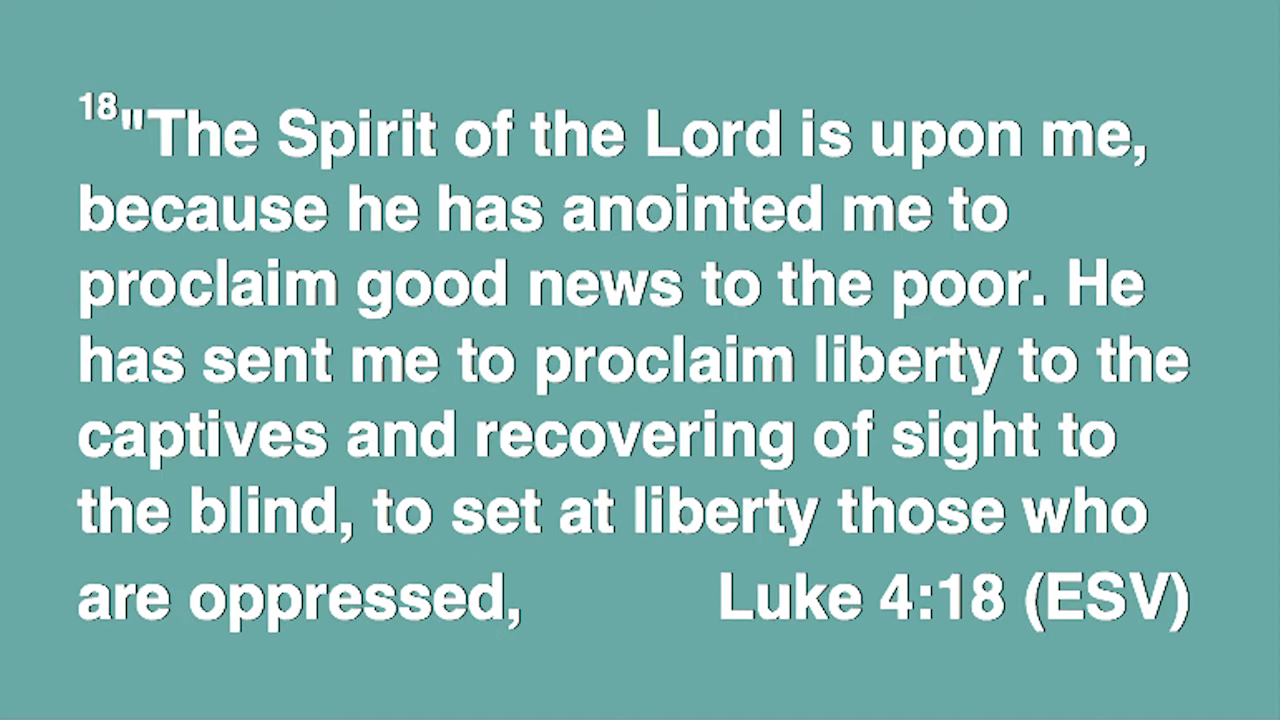 18"The Spirit of the Lord is upon me,
because he has anointed me to
proclaim good news to the poor. He
has sent me to proclaim liberty to the
captives and recovering of sight to
the blind, to set at liberty those who
are oppressed, Luke 4:18 (ESV)